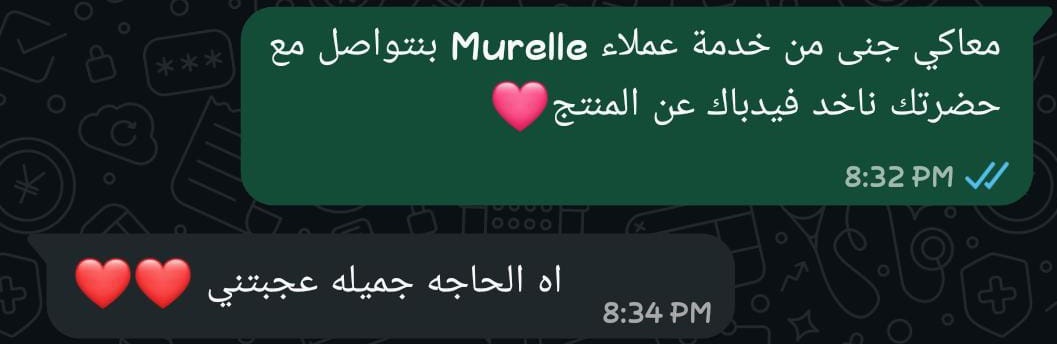 معاكي جنى من خدمة عملاء Murelle بنتواصل مع
حضرتك ناخد فيدباك عن المنتج🩷
8:32 PM
اه الحاجه جميله عجبتني ❤️❤️
8:34 PM